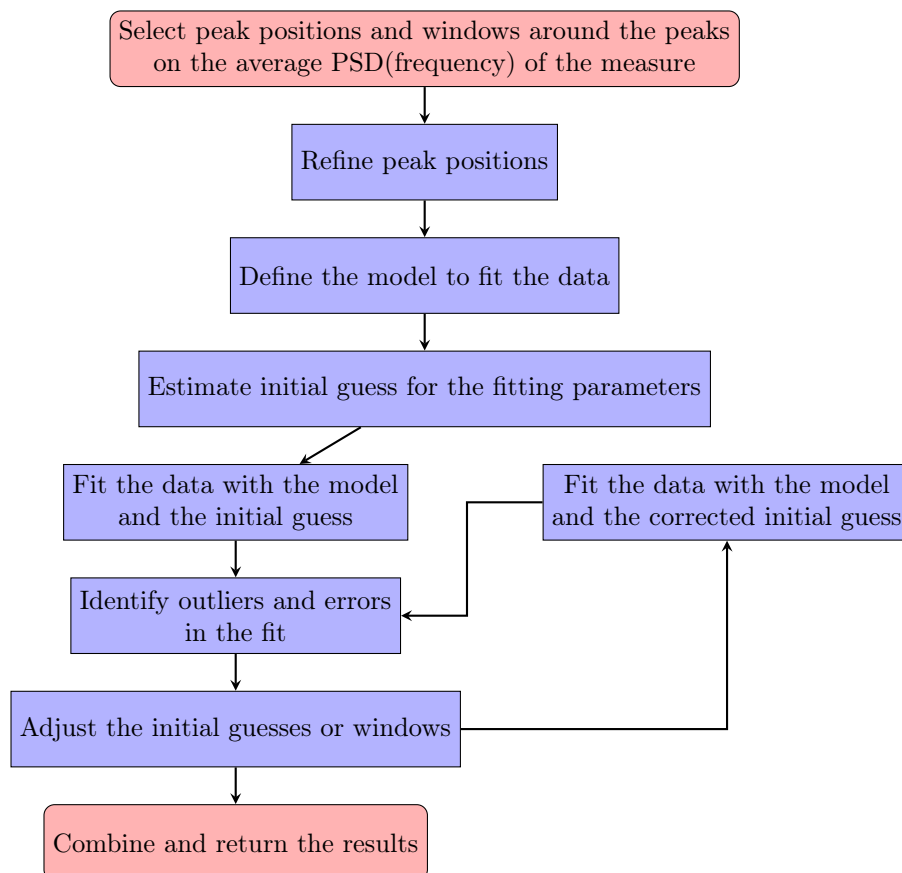 Select peak positions and windows around the peaks
on the average PSD(frequency) of the measure
Refine peak positions
Define the model to fit the data
Estimate initial guess for the fitting parameters
Fit the data with the model
and the initial guess
Fit the data with the model
and the corrected initial guess
Identify outliers and errors
in the fit
Adjust the initial guesses or windows
Combine and return the results